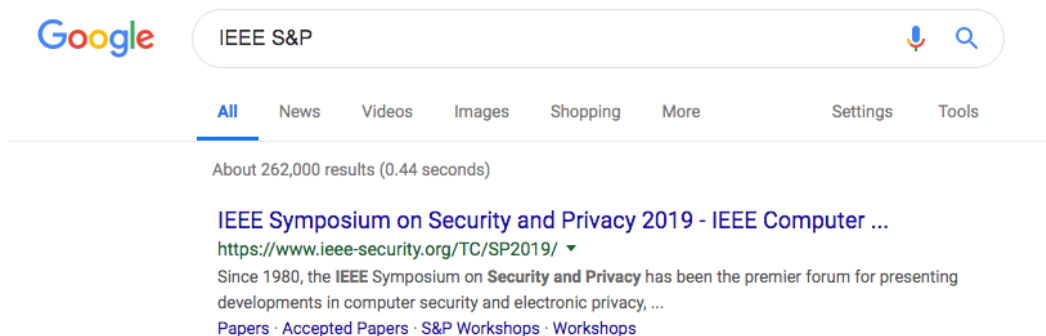 Google IEEE S&P
All News Videos Images Shopping More Settings Tools
About 262,000 results (0.44 seconds)
IEEE Symposium on Security and Privacy 2019 - IEEE Computer ...
https://www.ieee-security.org/TC/SP2019/
Since 1980, the IEEE Symposium on Security and Privacy has been the premier forum for presenting
developments in computer security and electronic privacy, ...
Papers · Accepted Papers · S&P Workshops · Workshops